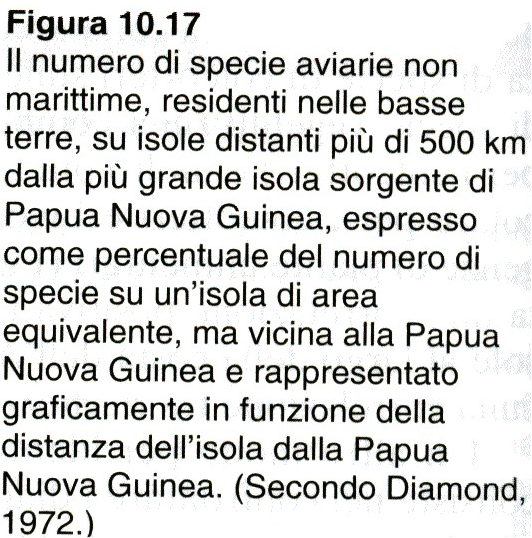 Figura 10.17
Il numero di specie aviarie non
marittime, residenti nelle basse
terre, su isole distanti più di 500 km
dalla più grande isola sorgente di
Papua Nuova Guinea, espresso
come percentuale del numero di
specie su un'isola di area
equivalente, ma vicina alla Papua
Nuova Guinea e rappresentato
graficamente in funzione della
distanza dell'isola dalla Papua
Nuova Guinea. (Secondo Diamond,
1972.)